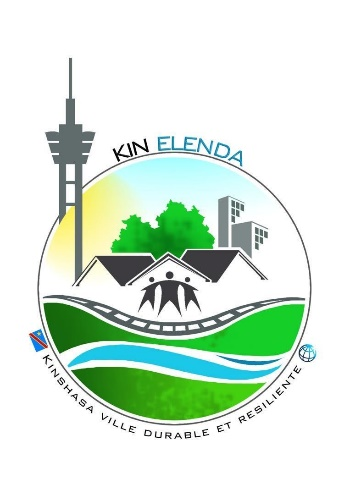 KIN ELENDA
KINSHASA VILLE DURABLE ET RESILIENTE